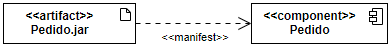 <<artifact>>
Pedido.jar
<<manifest>>
<<component>>
Pedido